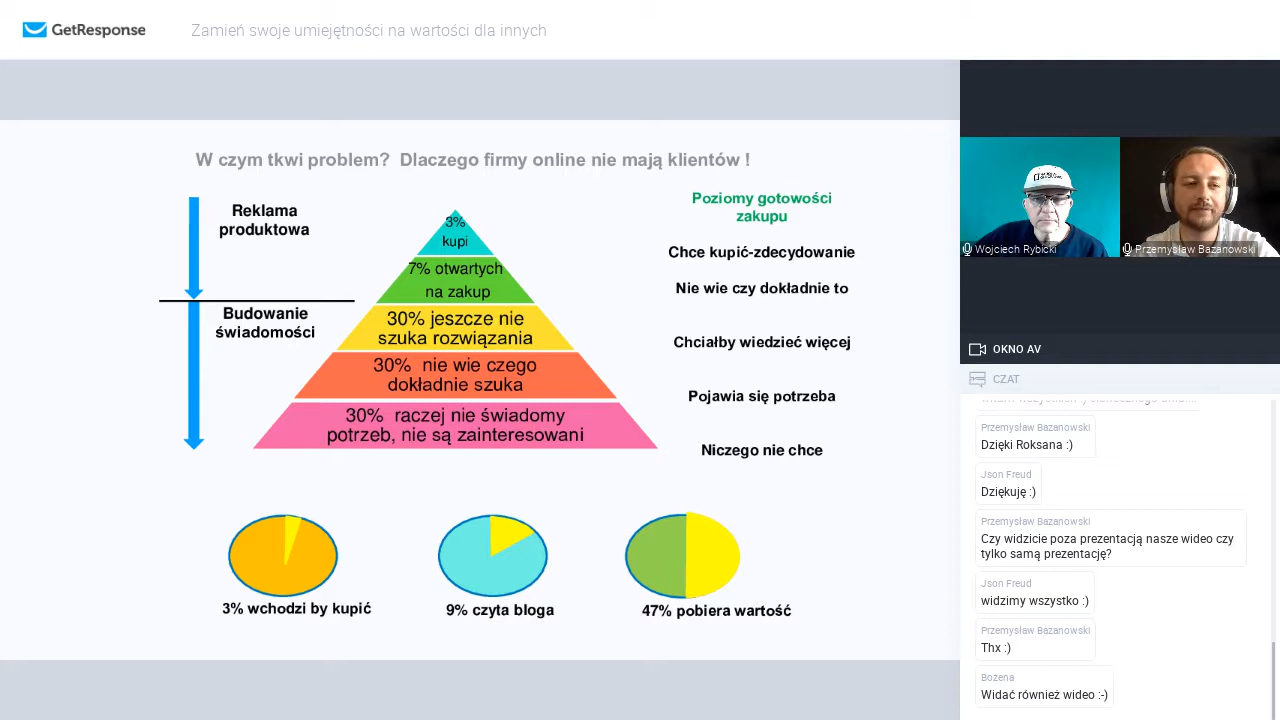 GetResponse
Zamień swoje umiejętności na wartości dla innych
W czym tkwi problem? Dlaczego firmy online nie mają klientów !
Reklama
produktowa
Budowanie
świadomości
3%
kupi
7% otwartych
na zakup
30% jeszcze nie
szuka rozwiązania
30% nie wie czego
dokładnie szuka
30% raczej nie świadomy
potrzeb, nie są zainteresowani
Poziomy gotowości
zakupu
Chce kupić-zdecydowanie
Nie wie czy dokładnie to
Chciałby wiedzieć więcej
Pojawia się potrzeba
Niczego nie chce
3% wchodzi by kupić
9% czyta bloga
47% pobiera wartość
Wojciech Rybicki
Przemysław Bazanowski
OKNO AV
CZAT
Przemysław Bazanowski
Dzięki Roksana :)
Json Freud
Dziękuję :)
Przemysław Bazanowski
Czy widzicie poza prezentacją nasze wideo czy
tylko samą prezentację?
Json Freud
widzimy wszystko :)
Przemysław Bazanowski
Thx :)
Bożena
Widać również wideo :-)